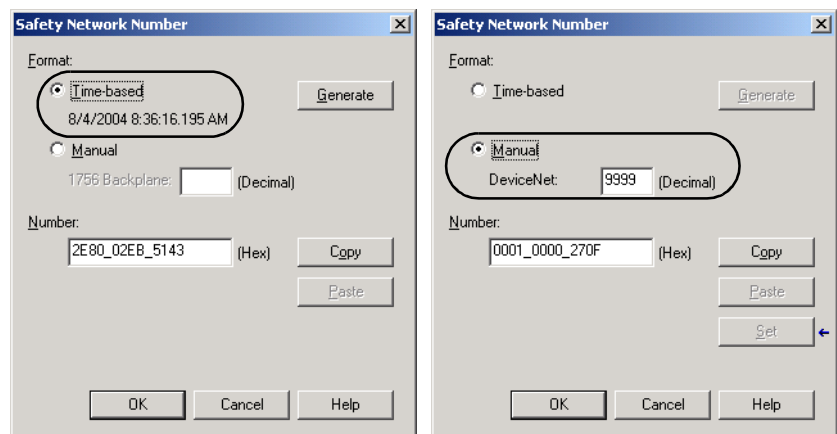 Safety Network Number
Format:
Time-based
Generate
8/4/2004 8:36:16.195 AM
Manual
1756 Backplane:
(Decimal)
Number:
2E80_02EB_5143
(Hex)
Copy
Paste
OK
Cancel
Help
Safety Network Number
Format:
Time-based
Generate
Manual
DeviceNet:
9999
(Decimal)
Number:
0001_0000_270F
(Hex)
Copy
Paste
Set
OK
Cancel
Help